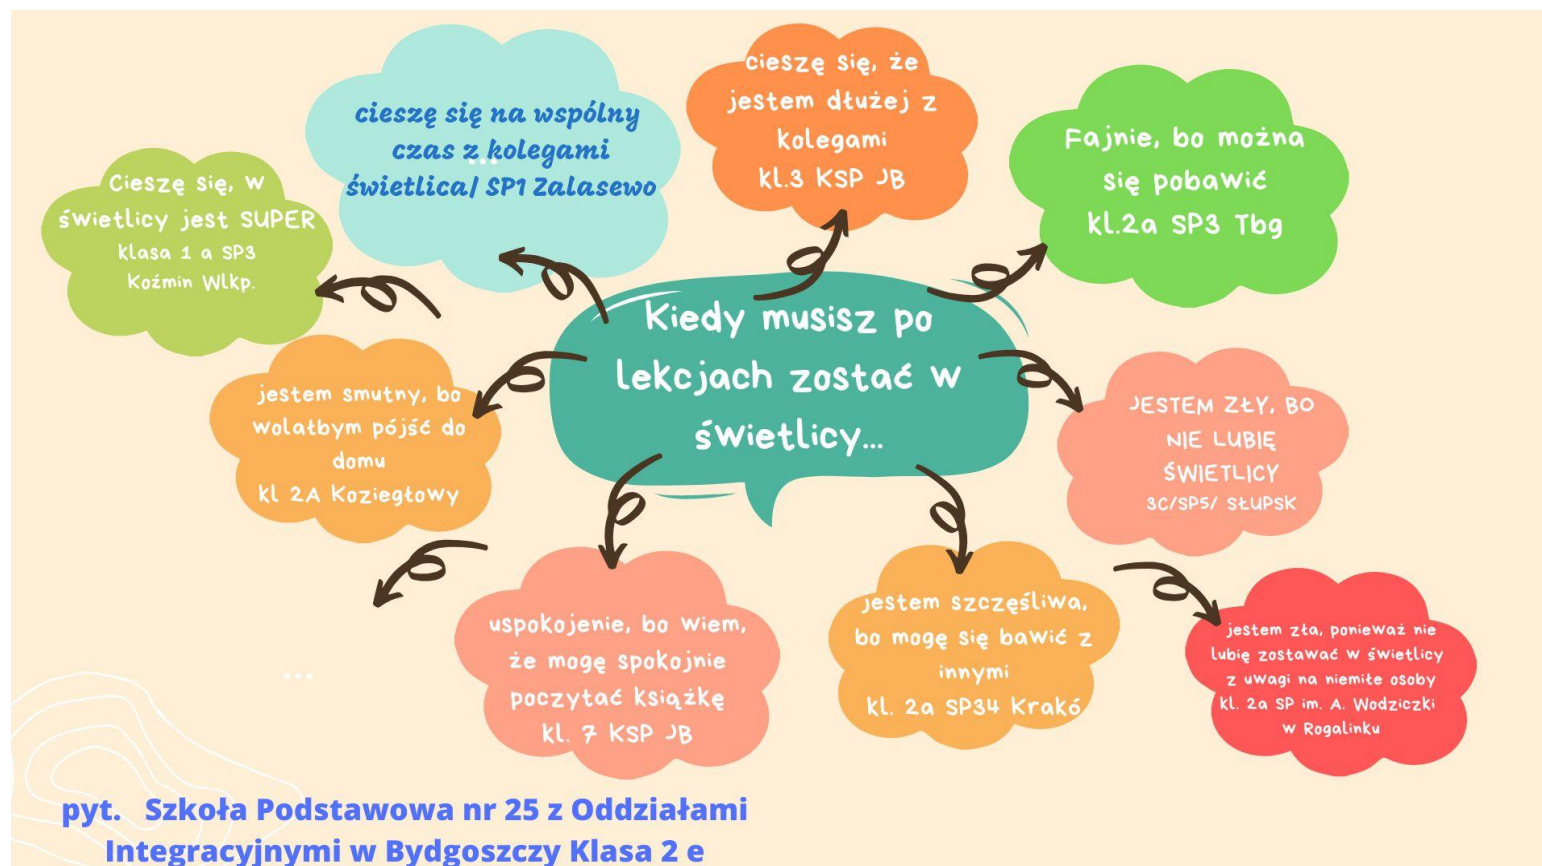 Kiedy musisz po
lekcjach zostać w
świetlicy...
Cieszę się, w
świetlicy jest SUPER
klasa 1 a SP3
Koźmin Wlkp.
cieszę się na wspólny
czas z kolegami
...
świetlica/ SP1 Zalasewo
cieszę się, że
jestem dłużej z
kolegami
kl.3 KSP JB
Fajnie, bo można
się pobawić
kl.2a SP3 Tbg
jestem smutny, bo
wolałbym pójść do
domu
kl 2A Koziegłowy
JESTEM ZŁY, BO
NIE LUBIĘ
ŚWIETLICY
3C/SP5/ SŁUPSK
uspokojenie, bo wiem,
że mogę spokojnie
poczytać książkę
kl. 7 KSP JB
jestem szczęśliwa,
bo mogę się bawić z
innymi
kl. 2a SP34 Krakó
jestem zła, ponieważ nie
lubię zostawać w świetlicy
z uwagi na niemiłe osoby
kl. 2a SP im. A. Wodziczki
w Rogalinku
...
pyt. Szkoła Podstawowa nr 25 z Oddziałami
Integracyjnymi w Bydgoszczy Klasa 2 e